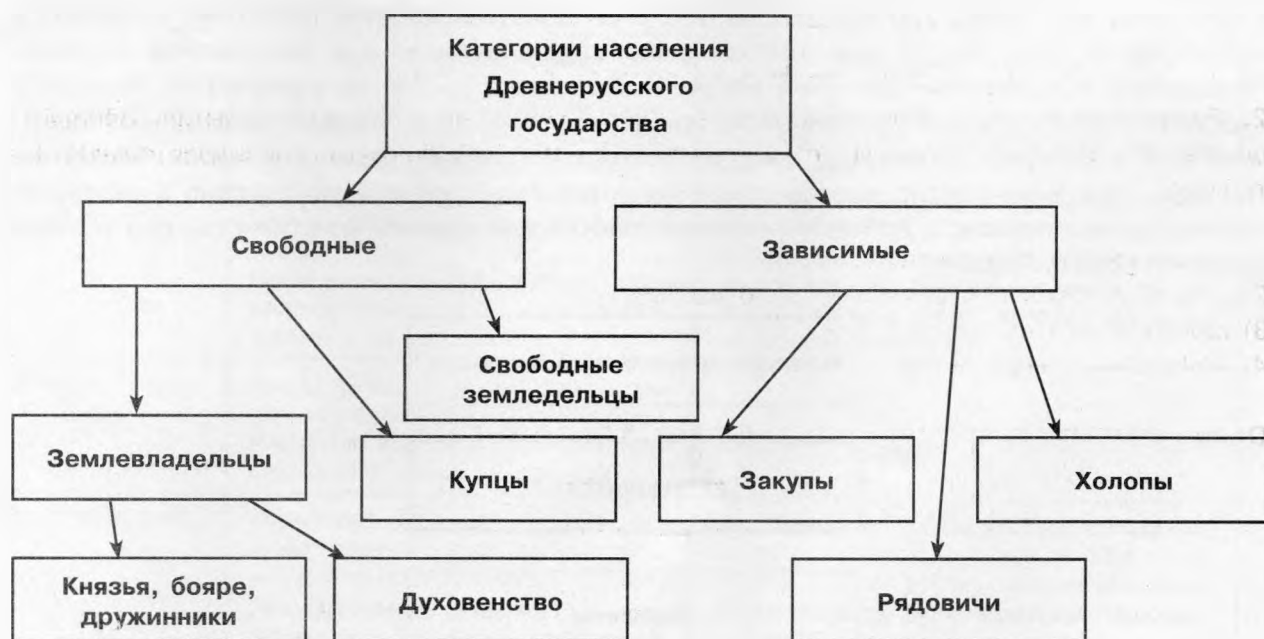 Категории населения
Древнерусского
государства
Свободные
Зависимые
Свободные
земледельцы
Землевладельцы
Купцы
Закупы
Холопы
Князья, бояре,
дружинники
Духовенство
Рядовичи